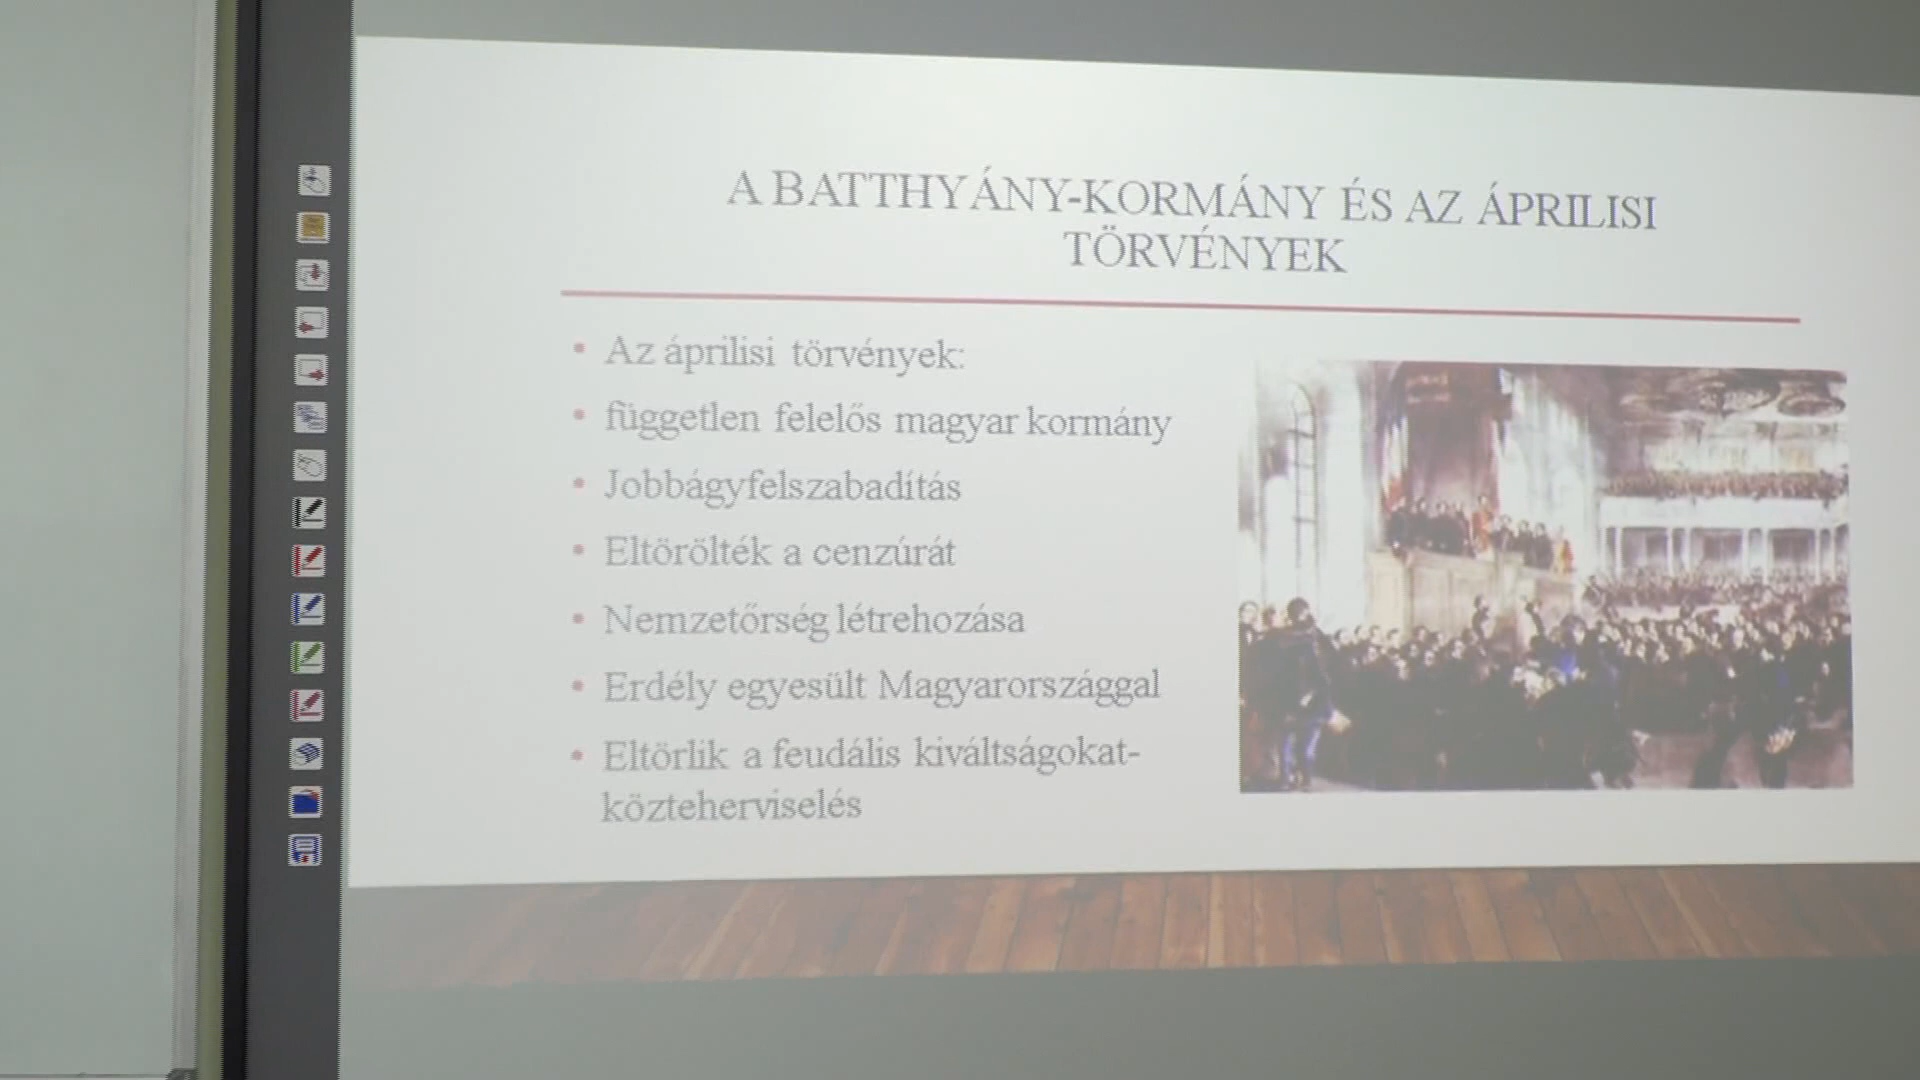 A BATTHYÁNY-KORMÁNY ÉS AZ ÁPRILISI
TÖRVÉNYEK
• Az áprilisi törvények:
• független felelős magyar kormány
• Jobbágyfelszabadítás
• Eltörölték a cenzúrát
• Nemzetőrség létrehozása
• Erdély egyesült Magyarországgal
• Eltörlik a feudális kiváltságokat-
közteherviselés